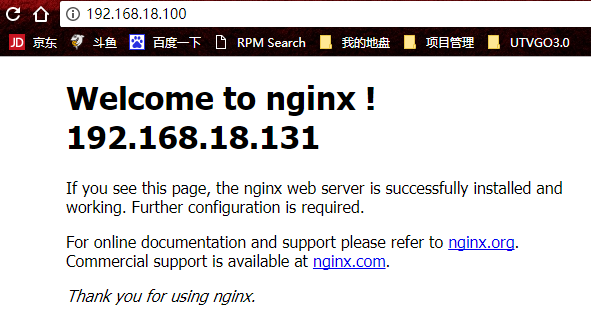 192.168.18.100
JD 京东 斗鱼 百度一下 RPM Search 我的地盘 项目管理 UTVGO3.0
Welcome to nginx !
192.168.18.131
If you see this page, the nginx web server is successfully installed and
working. Further configuration is required.
For online documentation and support please refer to nginx.org.
Commercial support is available at nginx.com.
Thank you for using nginx.